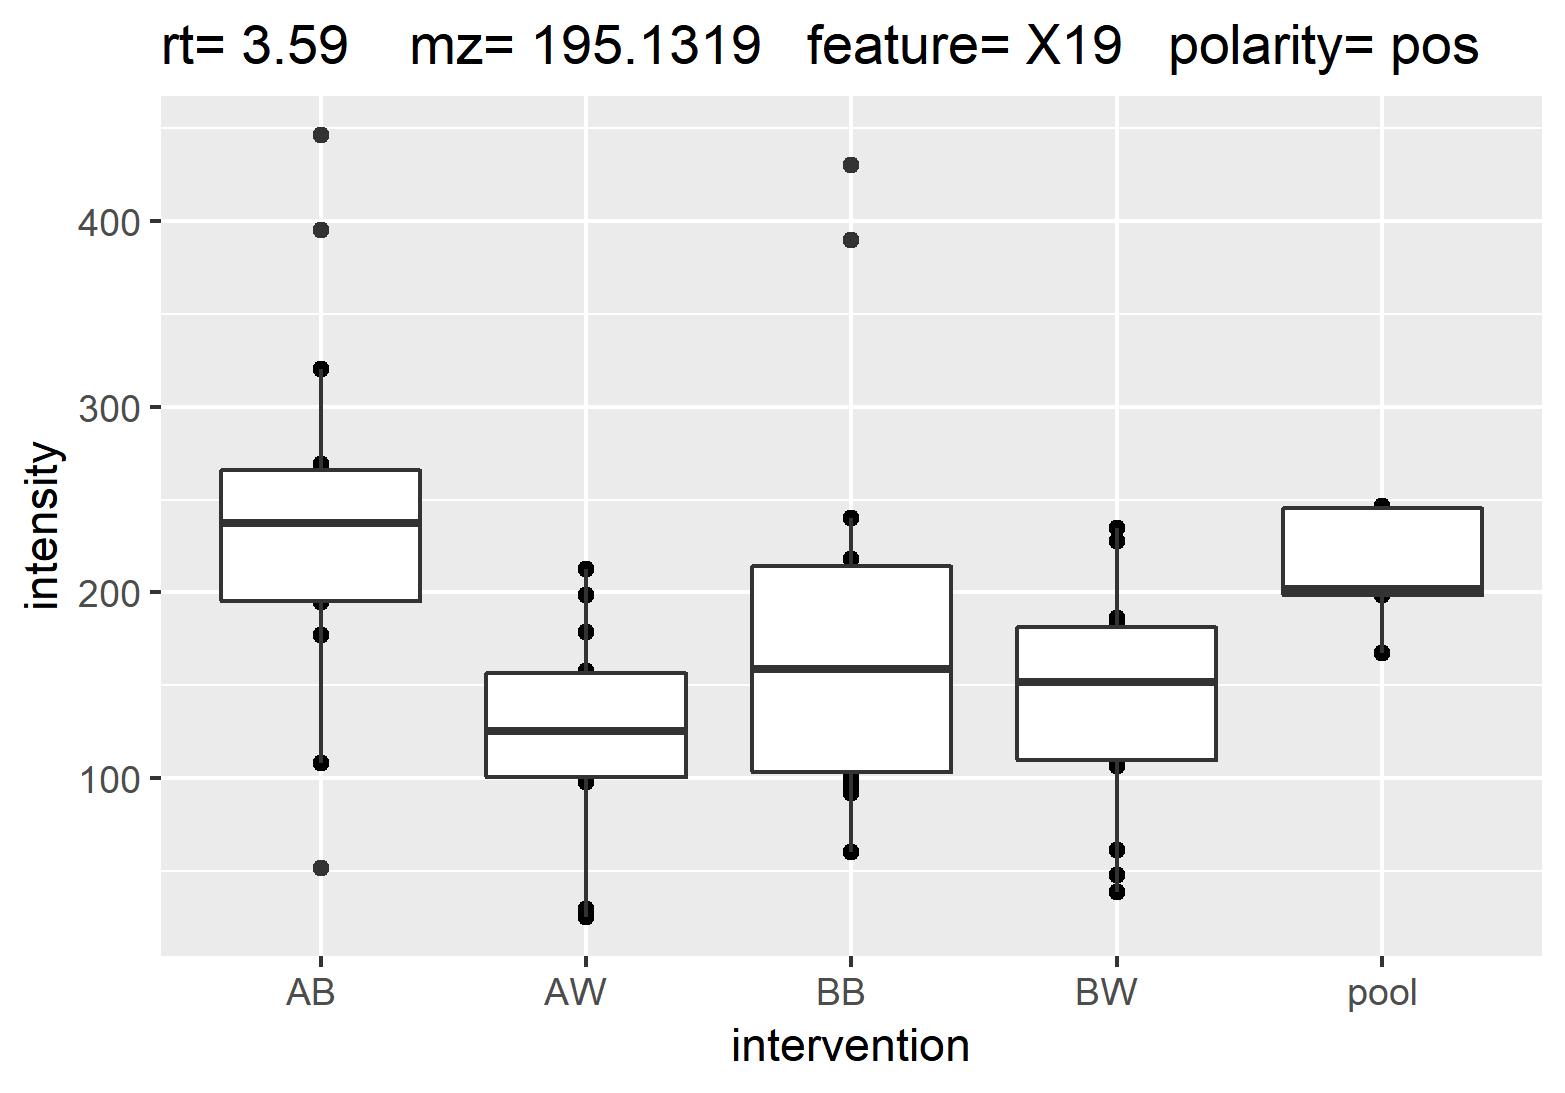 rt= 3.59 mz= 195.1319 feature= X19 polarity= pos
400
300
200
100
intensity
AB AW BB BW pool
intervention